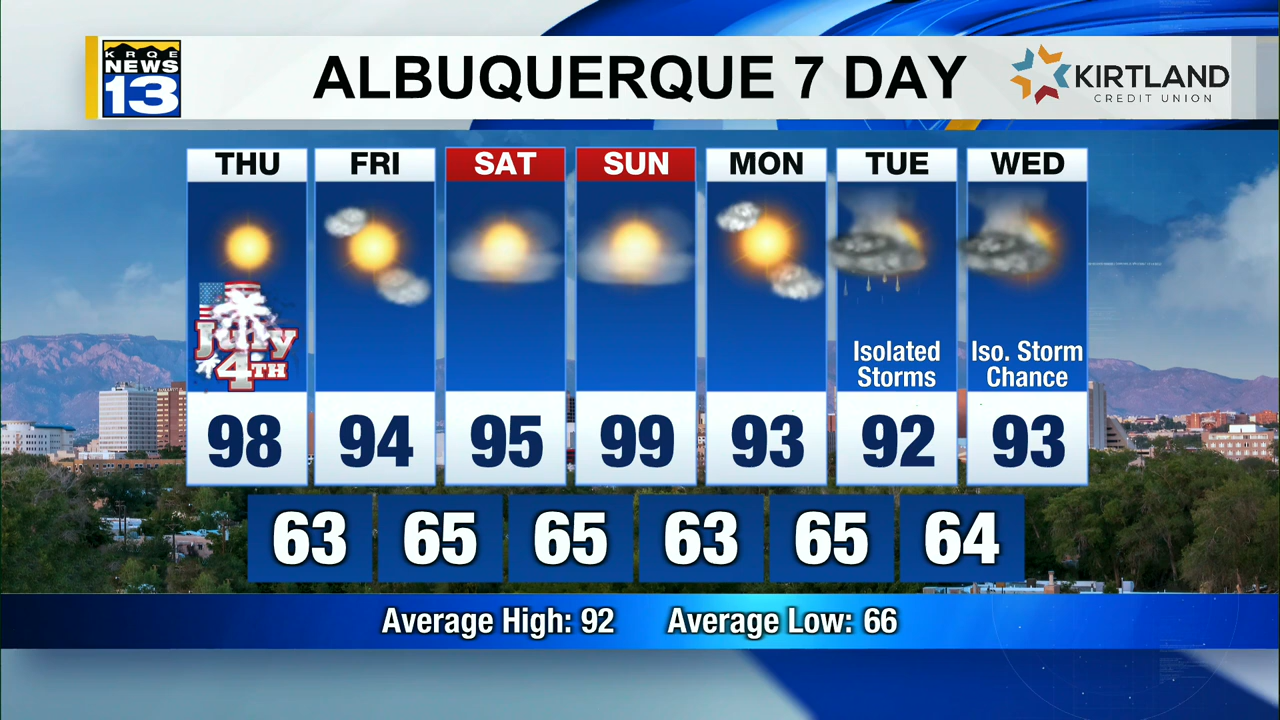 KRQE
NEWS
13
ALBUQUERQUE 7 DAY
KIRTLAND
CREDIT UNION
THU FRI SAT SUN MON TUE WED
July
4TH
Isolated
Storms
Iso. Storm
Chance
98 94 95 99 93 92 93
63 65 65 63 65 64
Average High: 92 Average Low: 66